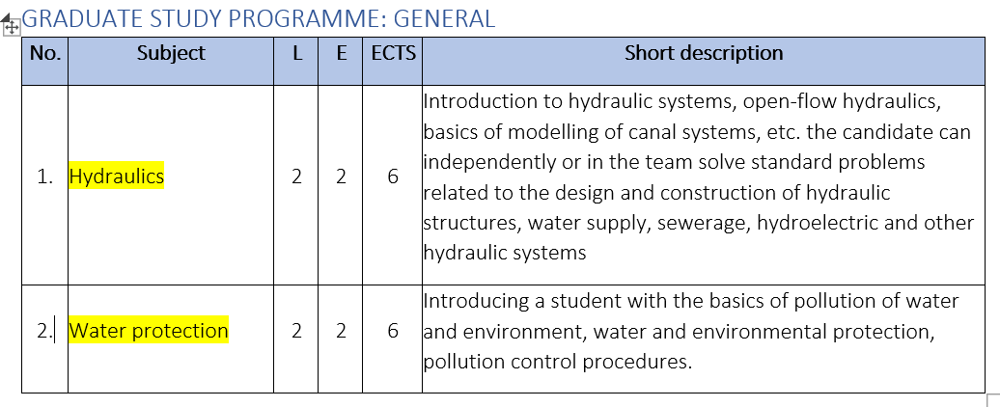 GRADUATE STUDY PROGRAMME: GENERAL
No. Subject L E ECTS Short description
1. Hydraulics 2 2 6
Introduction to hydraulic systems, open-flow hydraulics,
basics of modelling of canal systems, etc. the candidate can
independently or in the team solve standard problems
related to the design and construction of hydraulic
structures, water supply, sewerage, hydroelectric and other
hydraulic systems
2. Water protection 2 2 6
Introducing a student with the basics of pollution of water
and environment, water and environmental protection,
pollution control procedures.